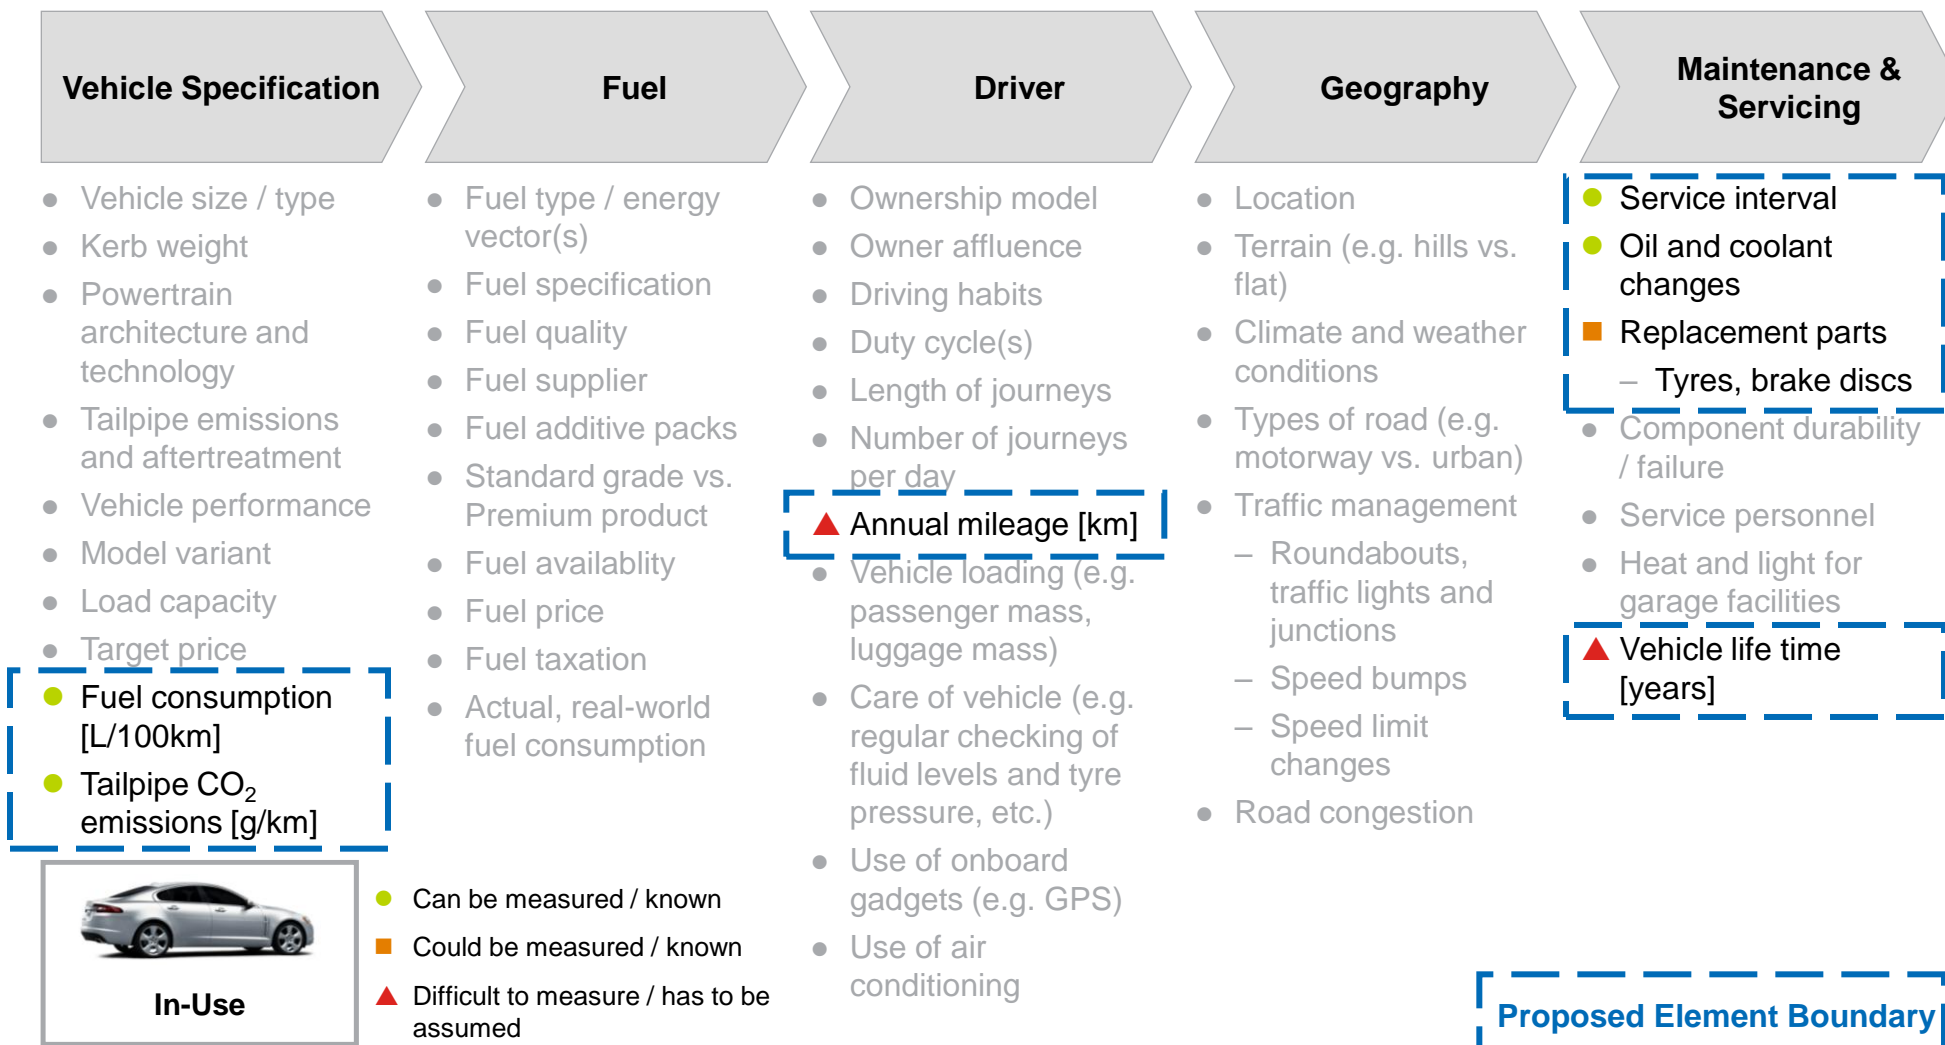 Vehicle Specification
Fuel
Driver
Geography
Maintenance &
Servicing
● Vehicle size / type
● Kerb weight
● Powertrain
architecture and
technology
● Tailpipe emissions
and aftertreatment
● Vehicle performance
● Model variant
● Load capacity
● Target price
● Fuel consumption
[L/100km]
● Tailpipe CO₂
emissions [g/km]
● Fuel type / energy
vector(s)
● Fuel specification
● Fuel quality
● Fuel supplier
● Fuel additive packs
● Standard grade vs.
Premium product
● Fuel availablity
● Fuel price
● Fuel taxation
● Actual, real-world
fuel consumption
● Ownership model
● Owner affluence
● Driving habits
● Duty cycle(s)
● Length of journeys
● Number of journeys
per day
▲ Annual mileage [km]
● Vehicle loading (e.g.
passenger mass,
luggage mass)
● Care of vehicle (e.g.
regular checking of
fluid levels and tyre
pressure, etc.)
● Use of onboard
gadgets (e.g. GPS)
● Use of air
conditioning
● Location
● Terrain (e.g. hills vs.
flat)
● Climate and weather
conditions
● Types of road (e.g.
motorway vs. urban)
● Traffic management
– Roundabouts,
traffic lights and
junctions
– Speed bumps
– Speed limit
changes
● Road congestion
● Service interval
● Oil and coolant
changes
■ Replacement parts
– Tyres, brake discs
● Component durability
/ failure
● Service personnel
● Heat and light for
garage facilities
▲ Vehicle life time
[years]
In-Use
● Can be measured / known
■ Could be measured / known
▲ Difficult to measure / has to be
assumed
Proposed Element Boundary